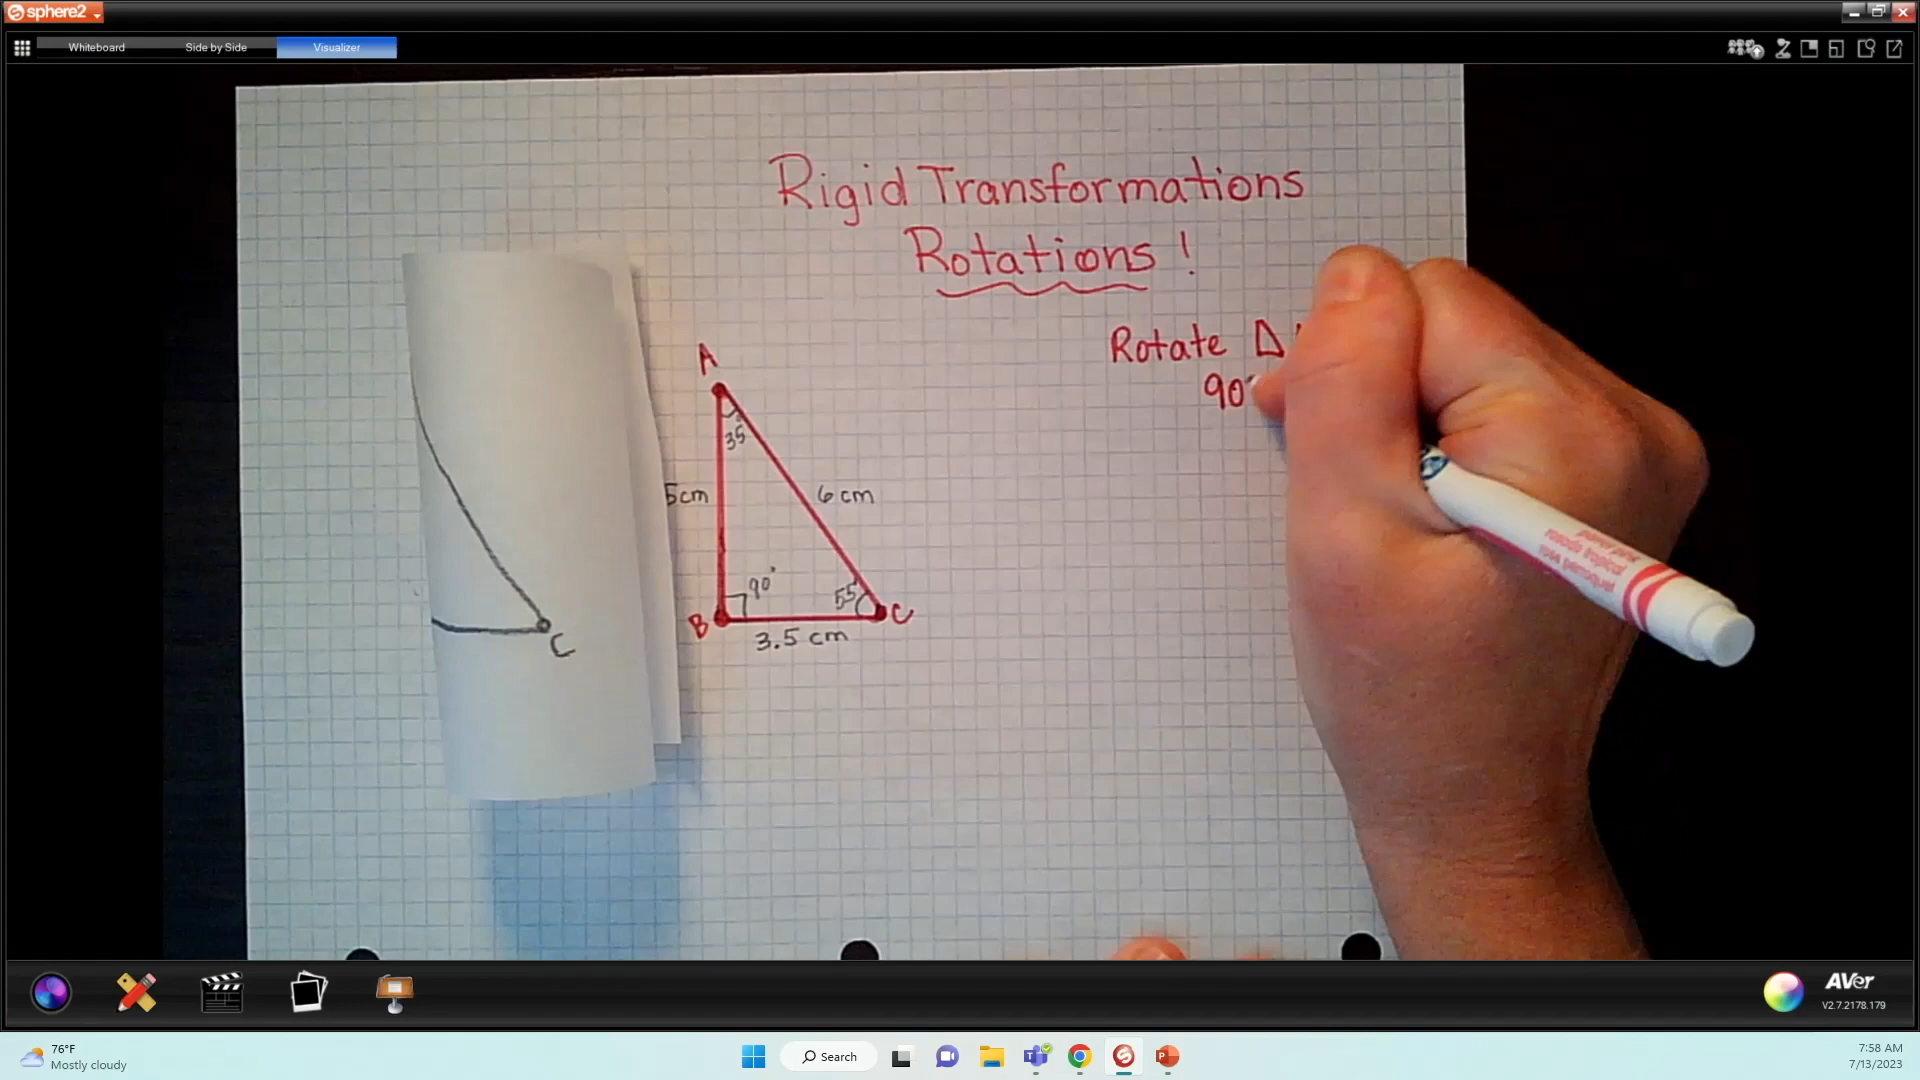 sphere2
Whiteboard
Side by Side
Visualizer
Rigid Transformations
Rotations !
Rotate Δ
90°
A
35
5cm
6 cm
90°
55
B
C
3.5 cm
C
AVer
V2.7.2178.179
76°F
Mostly cloudy
Search
7:58 AM
7/13/2023